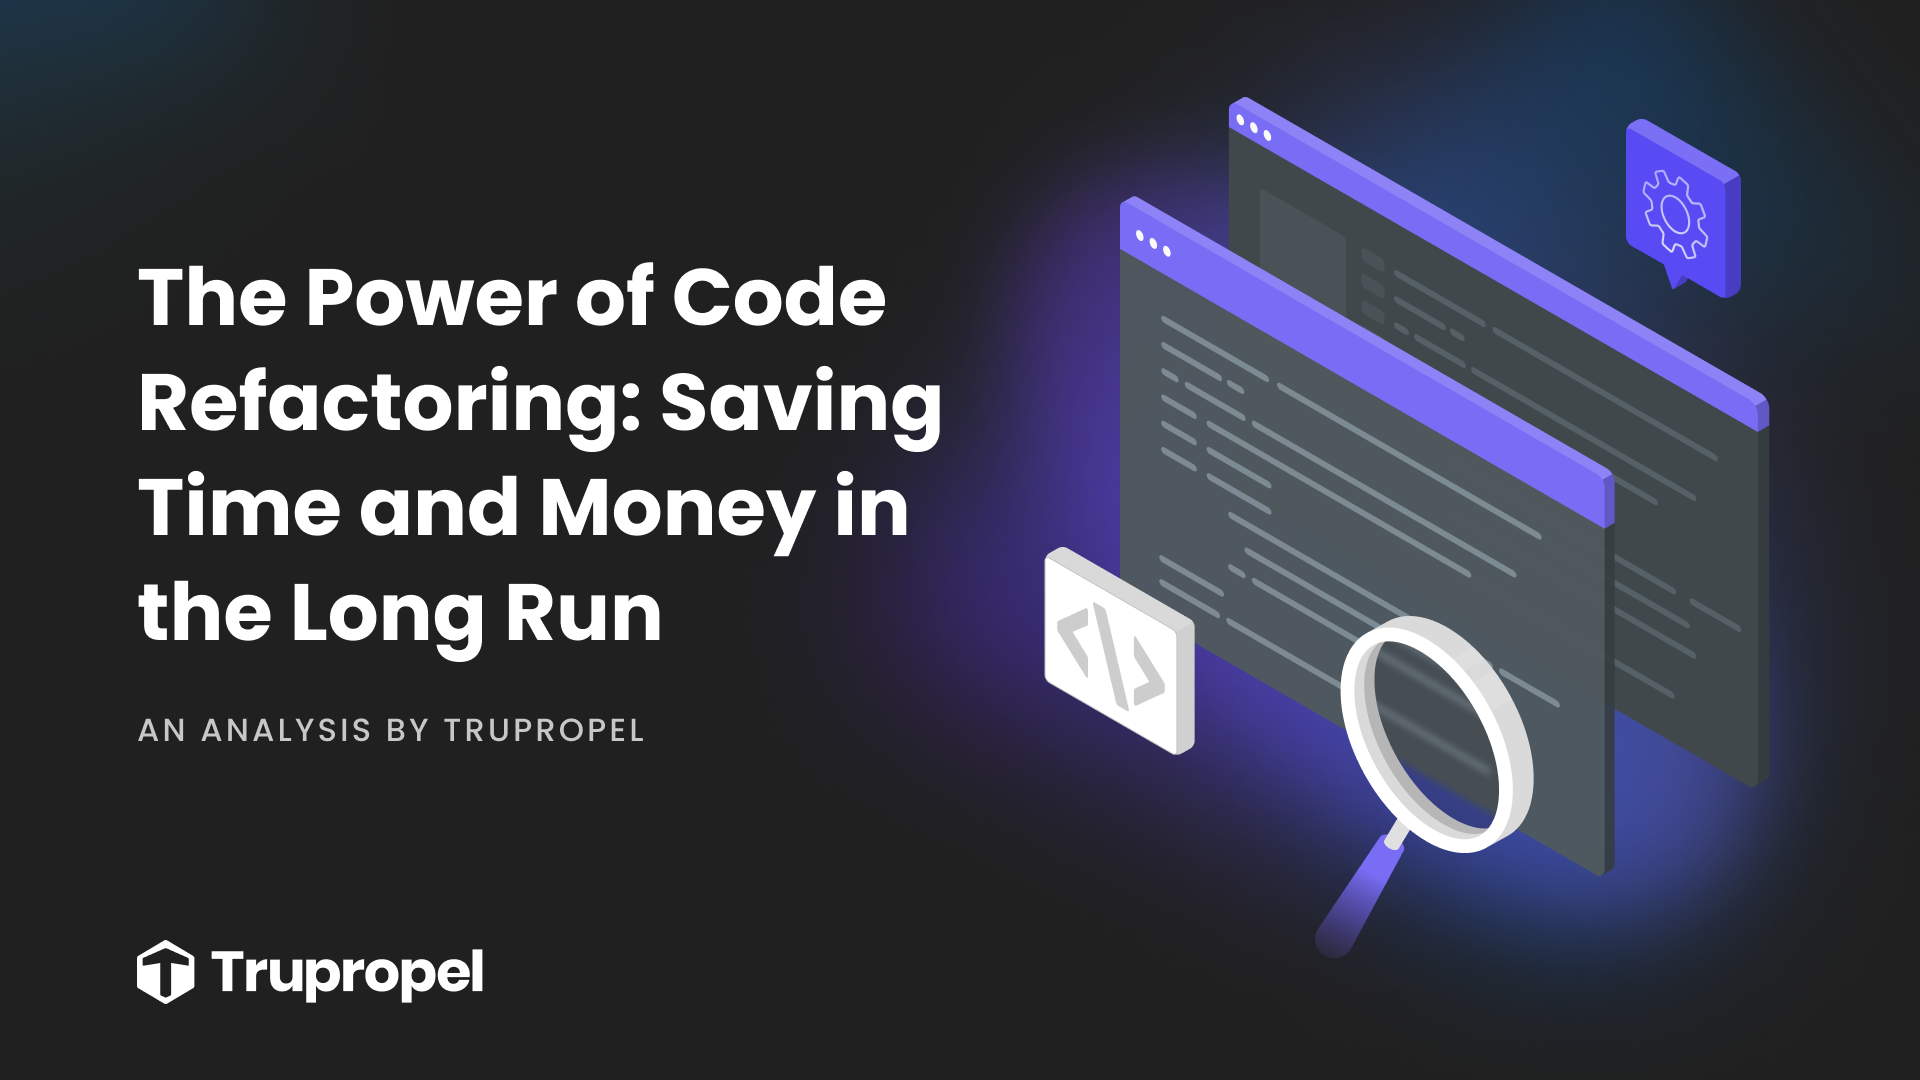 The Power of Code
Refactoring: Saving
Time and Money in
the Long Run
AN ANALYSIS BY TRUPROPEL
Trupropel